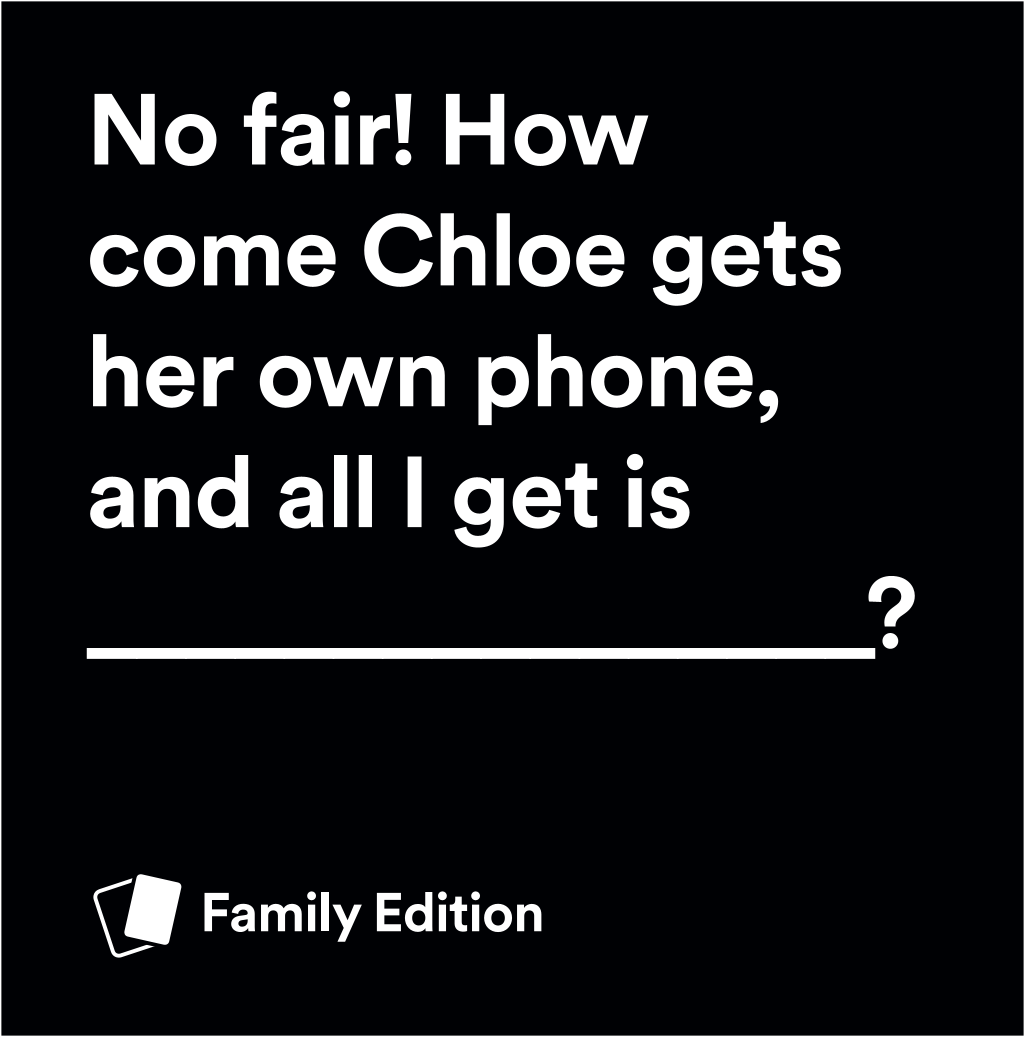 No fair! How
come Chloe gets
her own phone,
and all I get is
________________?
Family Edition